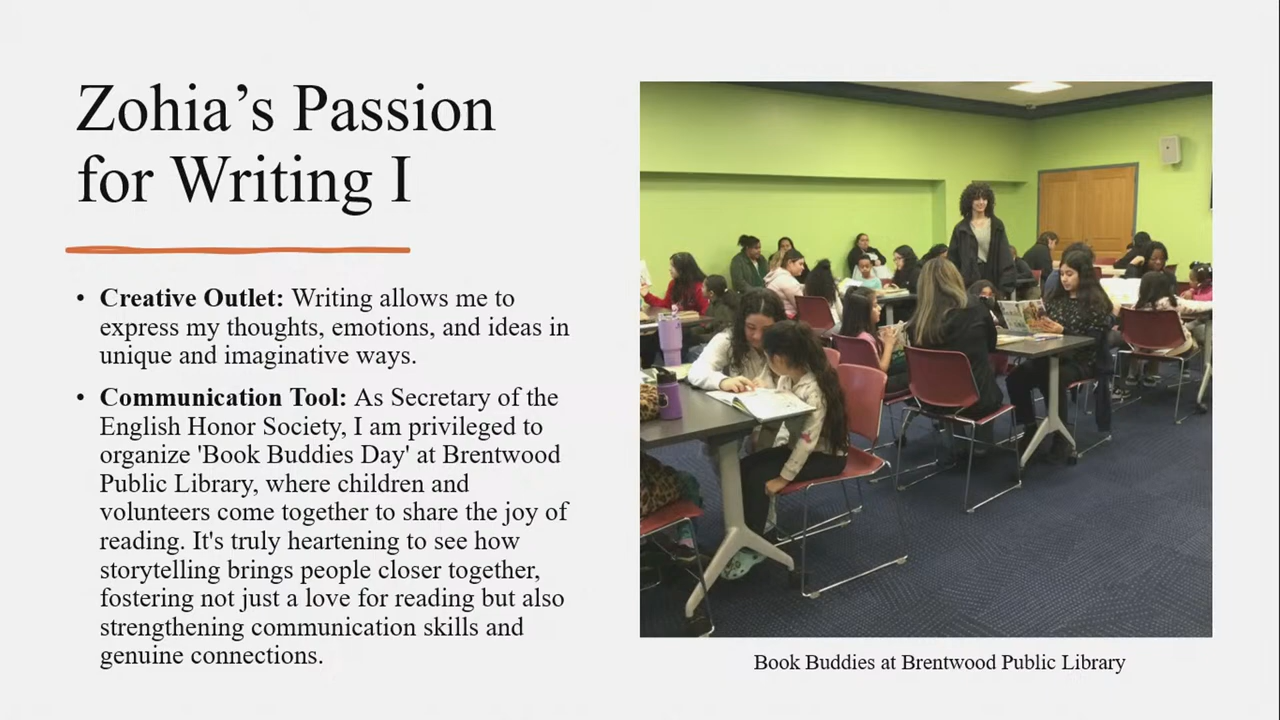 Zohia’s Passion
for Writing I
• Creative Outlet: Writing allows me to
express my thoughts, emotions, and ideas in
unique and imaginative ways.
• Communication Tool: As Secretary of the
English Honor Society, I am privileged to
organize 'Book Buddies Day' at Brentwood
Public Library, where children and
volunteers come together to share the joy of
reading. It's truly heartening to see how
storytelling brings people closer together,
fostering not just a love for reading but also
strengthening communication skills and
genuine connections.
Book Buddies at Brentwood Public Library